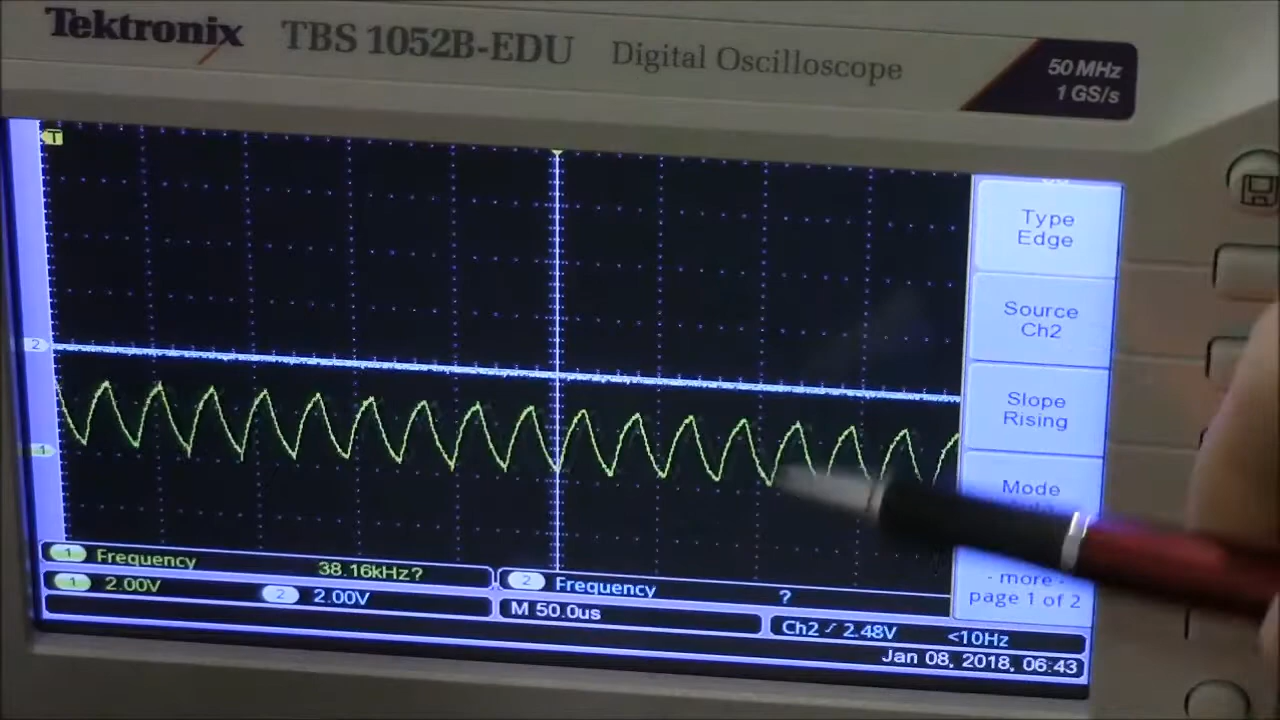 Tektronix TBS 1052B-EDU Digital Oscilloscope
50 MHz
1 GS/s
T
Type
Edge
Source
Ch2
2
Slope
Rising
1
Mode
1 Frequency 38.16kHz?
2 Frequency ?
- more -
page 1 of 2
1 2.00V 2 2.00V
M 50.0us
Ch2 2.48V <10Hz
Jan 08, 2018, 06:43